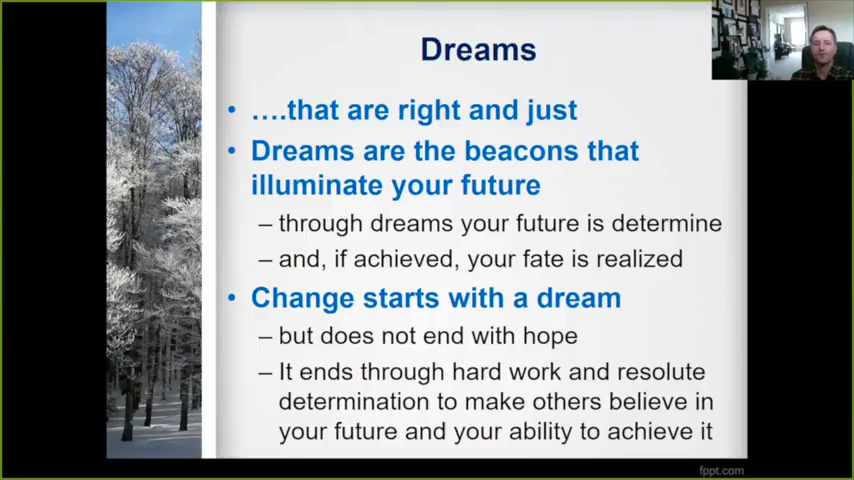 Dreams
• ....that are right and just
• Dreams are the beacons that
illuminate your future
– through dreams your future is determine
– and, if achieved, your fate is realized
• Change starts with a dream
– but does not end with hope
– It ends through hard work and resolute
determination to make others believe in
your future and your ability to achieve it
fppt.com